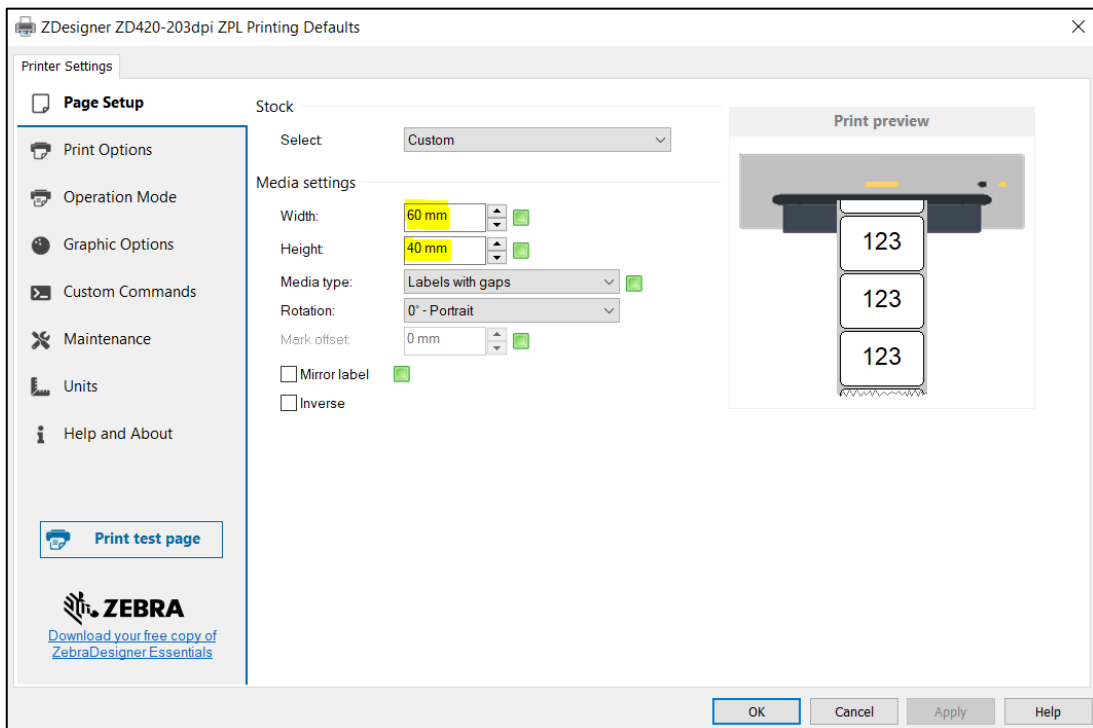 ZDesigner ZD420-203dpi ZPL Printing Defaults
Printer Settings
Page Setup
Print Options
Operation Mode
Graphic Options
Custom Commands
Maintenance
Units
Help and About
Print test page
ZEBRA
Download your free copy of
ZebraDesigner Essentials
Stock
Select: Custom
Media settings
Width: 60 mm
Height: 40 mm
Media type: Labels with gaps
Rotation: 0° - Portrait
Mark offset: 0 mm
Mirror label
Inverse
Print preview
123
123
123
OK Cancel Apply Help